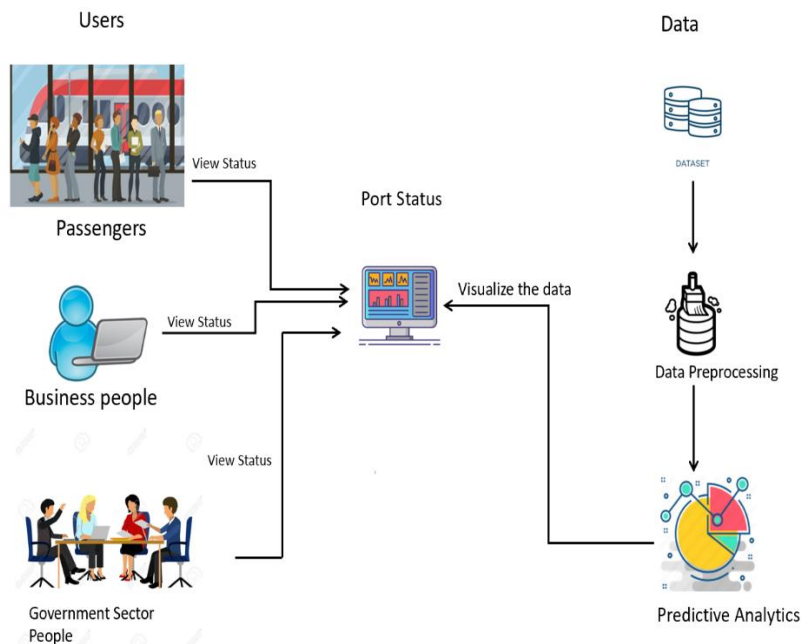 Users
Data
View Status
DATASET
Port Status
Passengers
Visualize the data
View Status
Data Preprocessing
Business people
View Status
Government Sector
People
Predictive Analytics